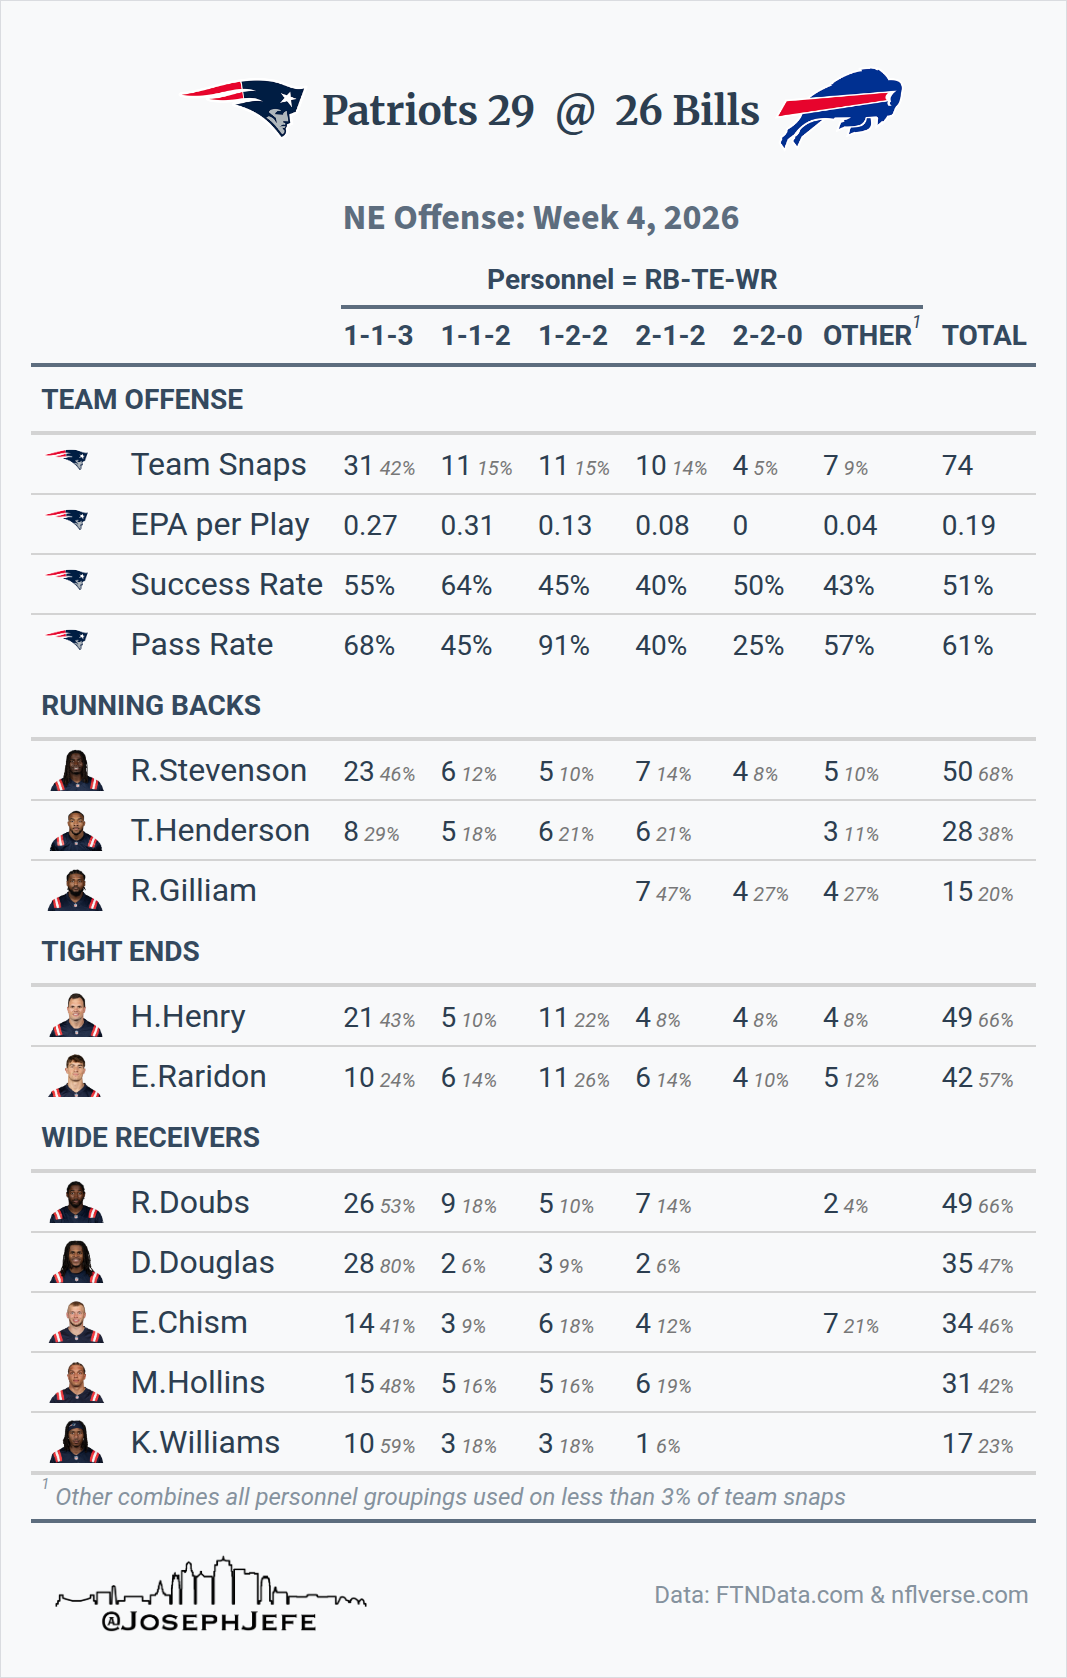 Patriots 29 @ 26 Bills
NE Offense: Week 4, 2026
Personnel = RB-TE-WR
1-1-3 1-1-2 1-2-2 2-1-2 2-2-0 OTHER¹ TOTAL
TEAM OFFENSE
Team Snaps 31 42% 11 15% 11 15% 10 14% 4 5% 7 9% 74
EPA per Play 0.27 0.31 0.13 0.08 0 0.04 0.19
Success Rate 55% 64% 45% 40% 50% 43% 51%
Pass Rate 68% 45% 91% 40% 25% 57% 61%
RUNNING BACKS
R.Stevenson 23 46% 6 12% 5 10% 7 14% 4 8% 5 10% 50 68%
T.Henderson 8 29% 5 18% 6 21% 6 21% 3 11% 28 38%
R.Gilliam 7 47% 4 27% 4 27% 15 20%
TIGHT ENDS
H.Henry 21 43% 5 10% 11 22% 4 8% 4 8% 4 8% 49 66%
E.Raridon 10 24% 6 14% 11 26% 6 14% 4 10% 5 12% 42 57%
WIDE RECEIVERS
R.Doubs 26 53% 9 18% 5 10% 7 14% 2 4% 49 66%
D.Douglas 28 80% 2 6% 3 9% 2 6% 35 47%
E.Chism 14 41% 3 9% 6 18% 4 12% 7 21% 34 46%
M.Hollins 15 48% 5 16% 5 16% 6 19% 31 42%
K.Williams 10 59% 3 18% 3 18% 1 6% 17 23%
¹ Other combines all personnel groupings used on less than 3% of team snaps
@JOSEPHJEFE
Data: FTNData.com & nflverse.com